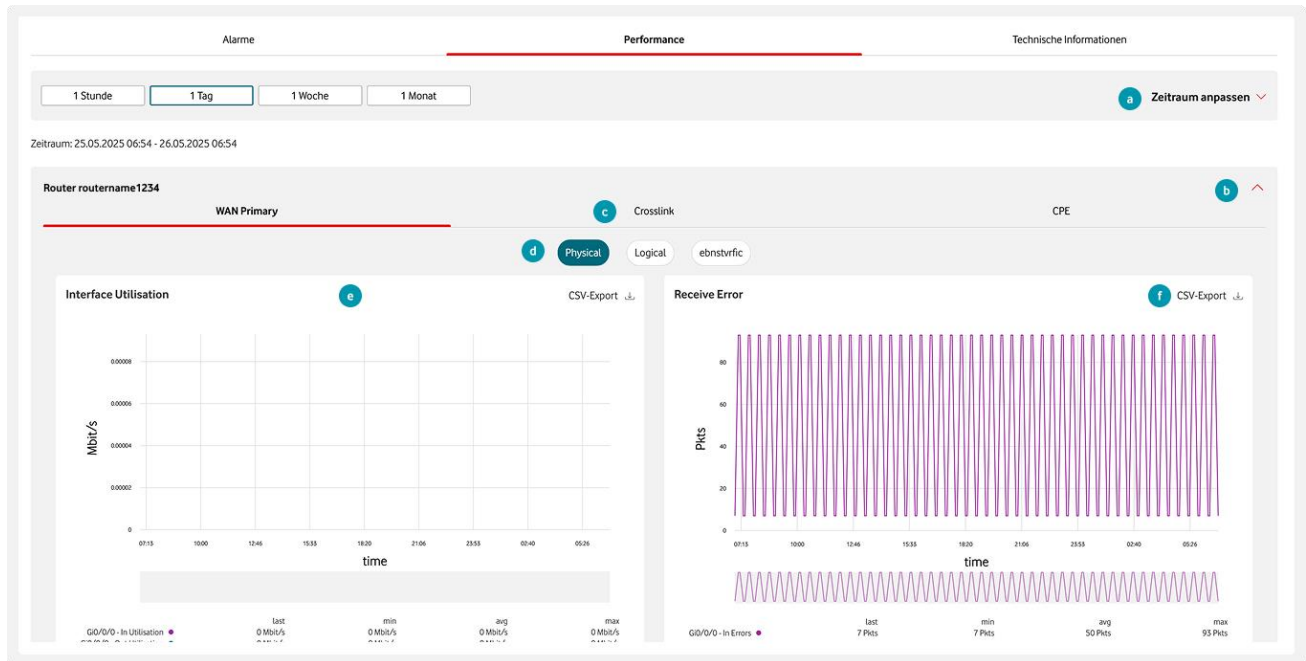 Alarme Performance Technische Informationen
1 Stunde 1 Tag 1 Woche 1 Monat a Zeitraum anpassen
Zeitraum: 25.05.2025 06:54 - 26.05.2025 06:54
Router routername1234 b
WAN Primary c Crosslink CPE
d Physical Logical ebnstvrfic
Interface Utilisation e CSV-Export
0.00008
0.00006
0.00004
0.00002
0
Mbit/s
07:15 10:00 12:46 15:33 18:20 21:06 23:53 02:40 05:26
time
last min avg max
Gi0/0/0 - In Utilisation 0 Mbit/s 0 Mbit/s 0 Mbit/s 0 Mbit/s
Receive Error f CSV-Export
80
60
40
20
0
Pkts
07:15 10:00 12:46 15:33 18:20 21:06 23:53 02:40 05:26
time
last min avg max
Gi0/0/0 - In Errors 7 Pkts 7 Pkts 50 Pkts 93 Pkts